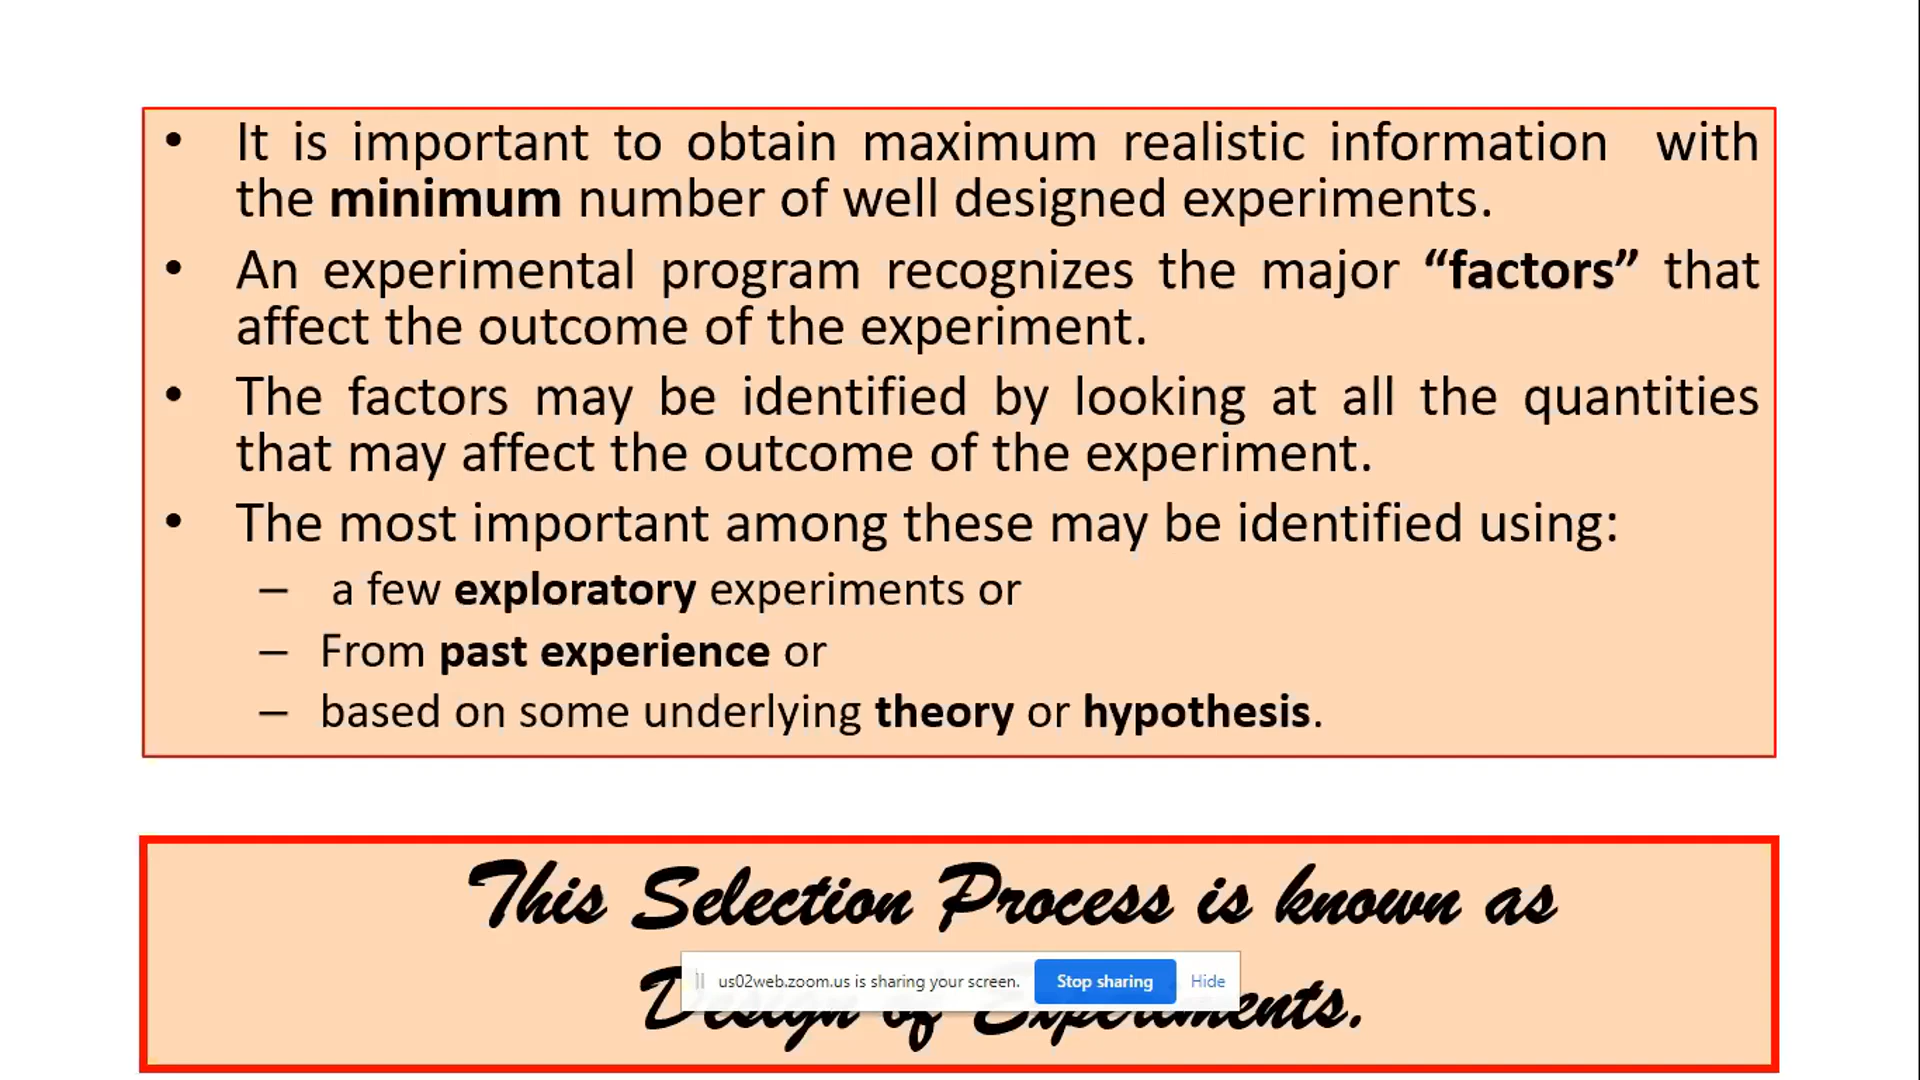 • It is important to obtain maximum realistic information with
the minimum number of well designed experiments.
• An experimental program recognizes the major “factors” that
affect the outcome of the experiment.
• The factors may be identified by looking at all the quantities
that may affect the outcome of the experiment.
• The most important among these may be identified using:
– a few exploratory experiments or
– From past experience or
– based on some underlying theory or hypothesis.
This Selection Process is known as
Design of Experiments.
us02web.zoom.us is sharing your screen. Stop sharing Hide